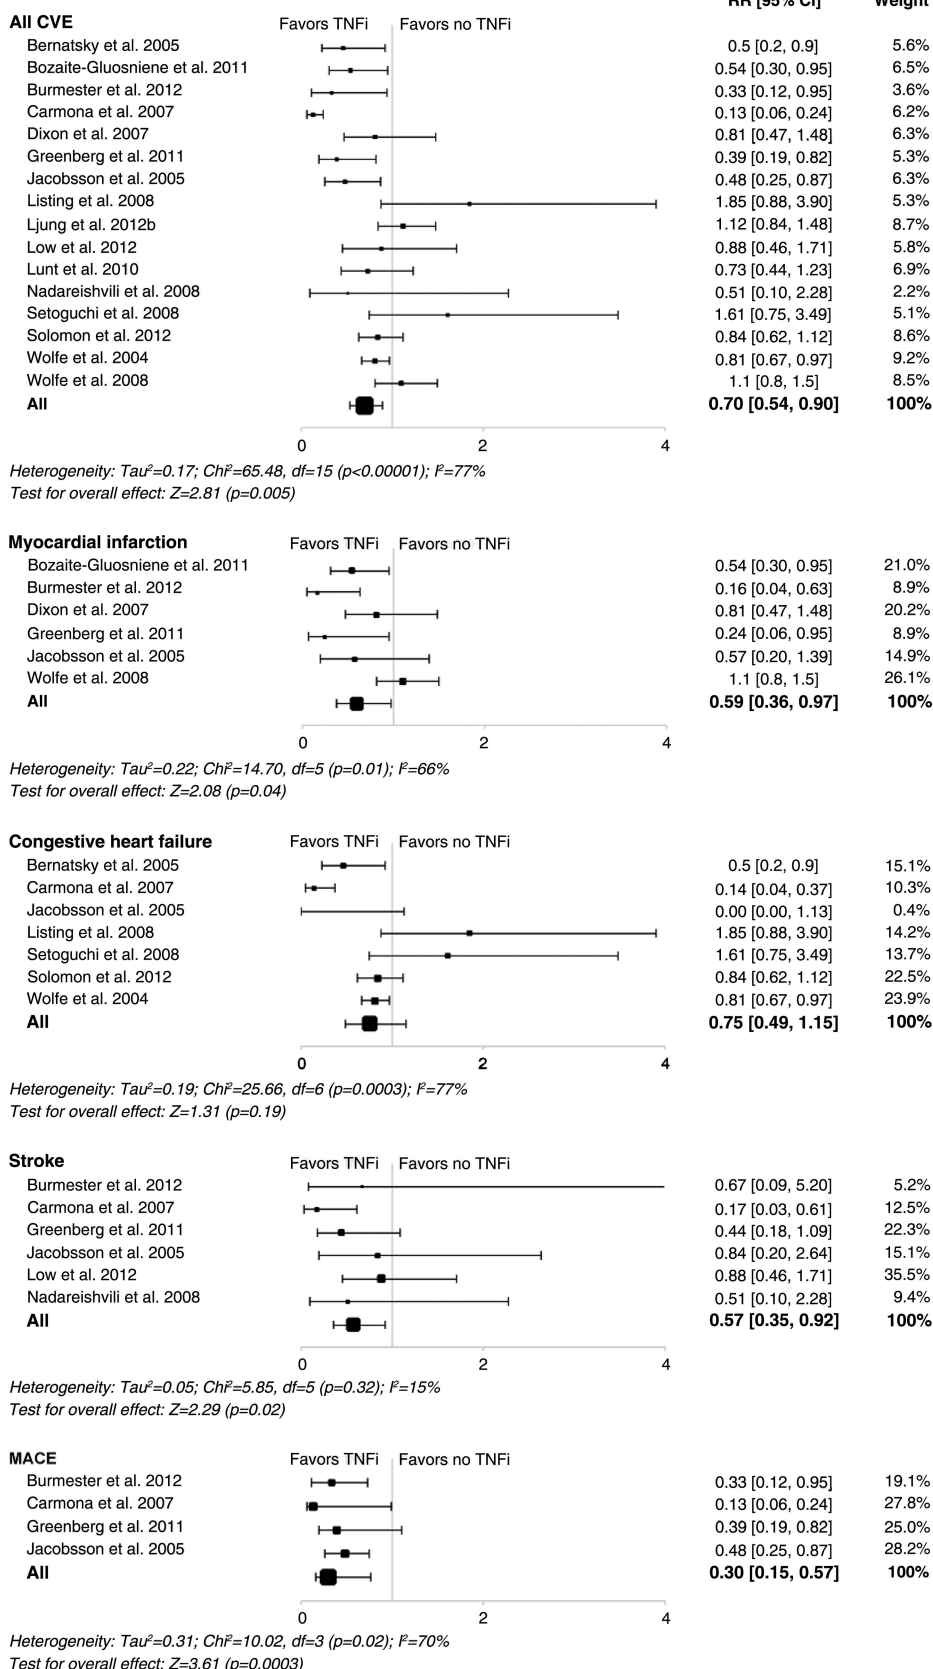 RR [95% CI] Weight
All CVE Favors TNFi Favors no TNFi
Bernatsky et al. 2005 0.5 [0.2, 0.9] 5.6%
Bozaite-Gluosniene et al. 2011 0.54 [0.30, 0.95] 6.5%
Burmester et al. 2012 0.33 [0.12, 0.95] 3.6%
Carmona et al. 2007 0.13 [0.06, 0.24] 6.2%
Dixon et al. 2007 0.81 [0.47, 1.48] 6.3%
Greenberg et al. 2011 0.39 [0.19, 0.82] 5.3%
Jacobsson et al. 2005 0.48 [0.25, 0.87] 6.3%
Listing et al. 2008 1.85 [0.88, 3.90] 5.3%
Ljung et al. 2012b 1.12 [0.84, 1.48] 8.7%
Low et al. 2012 0.88 [0.46, 1.71] 5.8%
Lunt et al. 2010 0.73 [0.44, 1.23] 6.9%
Nadareishvili et al. 2008 0.51 [0.10, 2.28] 2.2%
Setoguchi et al. 2008 1.61 [0.75, 3.49] 5.1%
Solomon et al. 2012 0.84 [0.62, 1.12] 8.6%
Wolfe et al. 2004 0.81 [0.67, 0.97] 9.2%
Wolfe et al. 2008 1.1 [0.8, 1.5] 8.5%
All 0.70 [0.54, 0.90] 100%
0 2 4
Heterogeneity: Tau²=0.17; Chi²=65.48, df=15 (p<0.00001); I²=77%
Test for overall effect: Z=2.81 (p=0.005)
Myocardial infarction Favors TNFi Favors no TNFi
Bozaite-Gluosniene et al. 2011 0.54 [0.30, 0.95] 21.0%
Burmester et al. 2012 0.16 [0.04, 0.63] 8.9%
Dixon et al. 2007 0.81 [0.47, 1.48] 20.2%
Greenberg et al. 2011 0.24 [0.06, 0.95] 8.9%
Jacobsson et al. 2005 0.57 [0.20, 1.39] 14.9%
Wolfe et al. 2008 1.1 [0.8, 1.5] 26.1%
All 0.59 [0.36, 0.97] 100%
0 2 4
Heterogeneity: Tau²=0.22; Chi²=14.70, df=5 (p=0.01); I²=66%
Test for overall effect: Z=2.08 (p=0.04)
Congestive heart failure Favors TNFi Favors no TNFi
Bernatsky et al. 2005 0.5 [0.2, 0.9] 15.1%
Carmona et al. 2007 0.14 [0.04, 0.37] 10.3%
Jacobsson et al. 2005 0.00 [0.00, 1.13] 0.4%
Listing et al. 2008 1.85 [0.88, 3.90] 14.2%
Setoguchi et al. 2008 1.61 [0.75, 3.49] 13.7%
Solomon et al. 2012 0.84 [0.62, 1.12] 22.5%
Wolfe et al. 2004 0.81 [0.67, 0.97] 23.9%
All 0.75 [0.49, 1.15] 100%
0 2 4
Heterogeneity: Tau²=0.19; Chi²=25.66, df=6 (p=0.0003); I²=77%
Test for overall effect: Z=1.31 (p=0.19)
Stroke Favors TNFi Favors no TNFi
Burmester et al. 2012 0.67 [0.09, 5.20] 5.2%
Carmona et al. 2007 0.17 [0.03, 0.61] 12.5%
Greenberg et al. 2011 0.44 [0.18, 1.09] 22.3%
Jacobsson et al. 2005 0.84 [0.20, 2.64] 15.1%
Low et al. 2012 0.88 [0.46, 1.71] 35.5%
Nadareishvili et al. 2008 0.51 [0.10, 2.28] 9.4%
All 0.57 [0.35, 0.92] 100%
0 2 4
Heterogeneity: Tau²=0.05; Chi²=5.85, df=5 (p=0.32); I²=15%
Test for overall effect: Z=2.29 (p=0.02)
MACE Favors TNFi Favors no TNFi
Burmester et al. 2012 0.33 [0.12, 0.95] 19.1%
Carmona et al. 2007 0.13 [0.06, 0.24] 27.8%
Greenberg et al. 2011 0.39 [0.19, 0.82] 25.0%
Jacobsson et al. 2005 0.48 [0.25, 0.87] 28.2%
All 0.30 [0.15, 0.57] 100%
0 2 4
Heterogeneity: Tau²=0.31; Chi²=10.02, df=3 (p=0.02); I²=70%
Test for overall effect: Z=3.61 (p=0.0003)